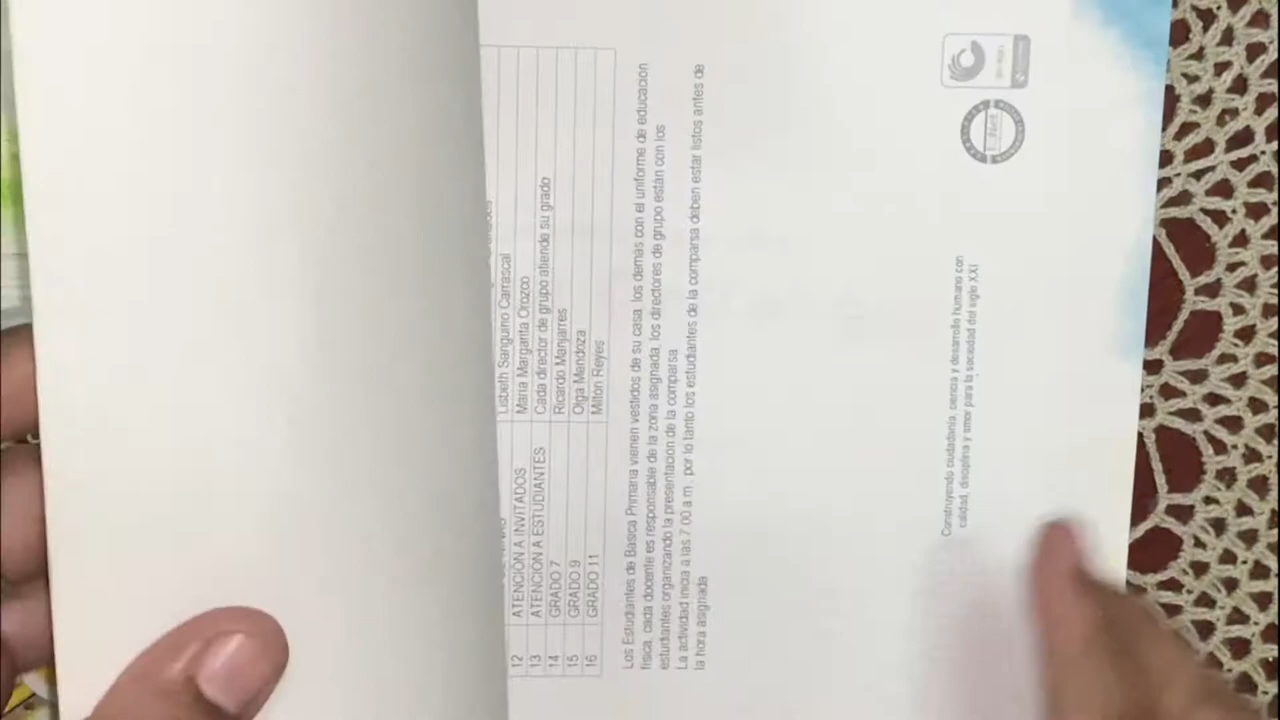 Lisbeth Sanguino Carrascal
12 ATENCIÓN A INVITADOS Maria Margarita Orozco
13 ATENCIÓN A ESTUDIANTES Cada director de grupo atiende su grado
14 GRADO 7 Ricardo Manjarres
15 GRADO 9 Olga Mendoza
16 GRADO 11 Milton Reyes
Los Estudiantes de Basica Primaria vienen vestidos de su casa, los demas con el uniforme de educacion
fisica, cada docente es responsable de la zona asignada, los directores de grupo están con los
estudiantes organizando la presentación de la comparsa
La actividad inicia a las 7:00 a.m., por lo tanto los estudiantes de la comparsa deben estar listos antes de
la hora asignada
Construyendo ciudadanía, ciencia y desarrollo humano con
calidad, disciplina y amor para la sociedad del siglo XXI